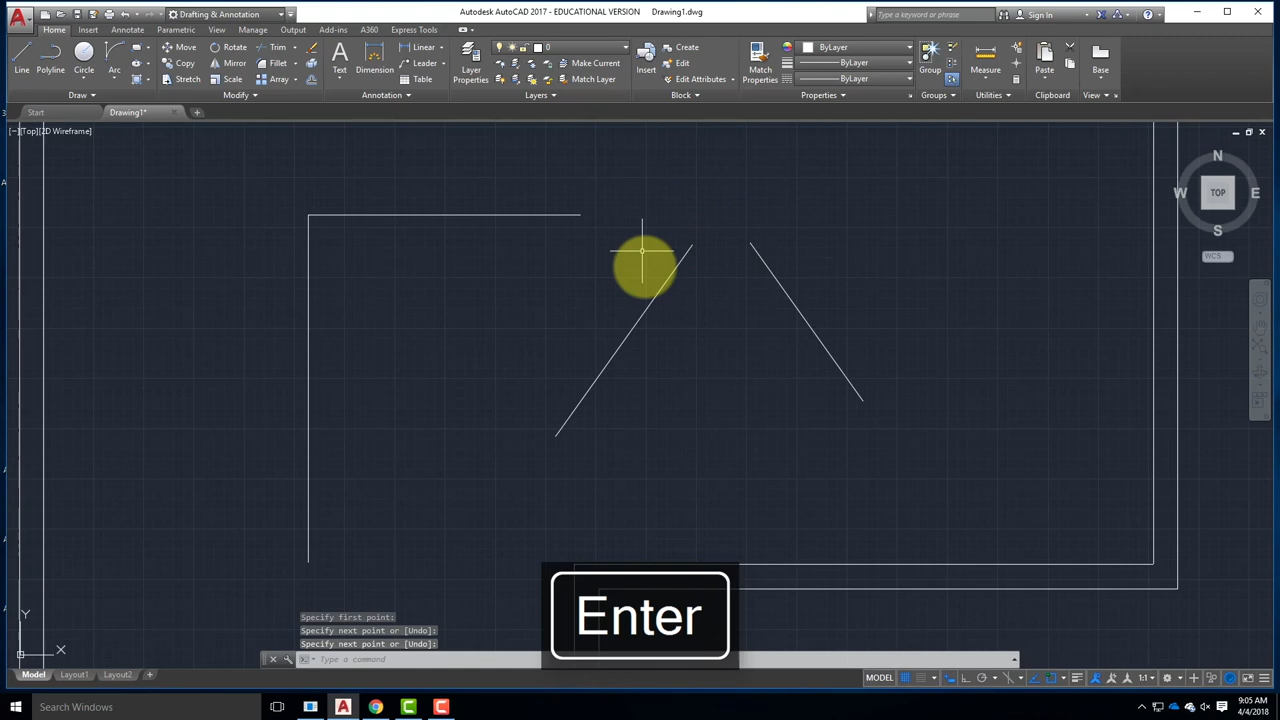 Drafting & Annotation
Autodesk AutoCAD 2017 - EDUCATIONAL VERSION Drawing1.dwg
Type a keyword or phrase
Sign In
Home Insert Annotate Parametric View Manage Output Add-ins A360 Express Tools
Line Polyline Circle Arc
Move Rotate Trim
Copy Mirror Fillet
Stretch Scale Array
Text Dimension
Linear
Leader
Table
Layer Properties
0
Make Current
Match Layer
Insert
Create
Edit
Edit Attributes
Match Properties
ByLayer
ByLayer
ByLayer
Group
Measure
Paste
Base
Draw Modify Annotation Layers Block Properties Groups Utilities Clipboard View
Start Drawing1*
[−][Top][2D Wireframe]
N
W TOP E
S
WCS
Y
X
Enter
Specify first point:
Specify next point or [Undo]:
Specify next point or [Undo]:
Type a command
Model Layout1 Layout2
MODEL
1:1
Search Windows
9:05 AM
4/4/2018